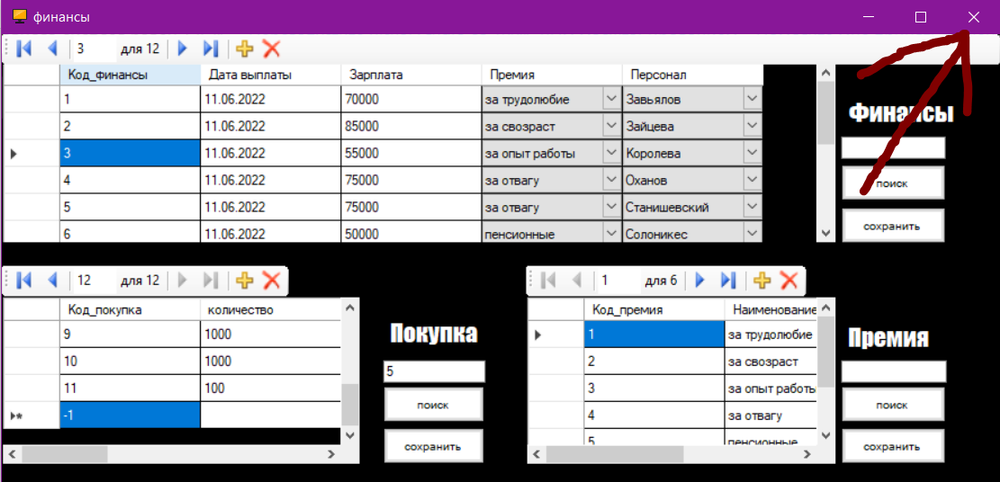 финансы
3 для 12
Код_финансы Дата выплаты Зарплата Премия Персонал
1 11.06.2022 70000 за трудолюбие Завьялов
2 11.06.2022 85000 за свозраст Зайцева
3 11.06.2022 55000 за опыт работы Королева
4 11.06.2022 75000 за отвагу Оханов
5 11.06.2022 75000 за отвагу Станишевский
6 11.06.2022 50000 пенсионные Солоникес
Финансы
поиск
сохранить
12 для 12
Код_покупка количество
9 1000
10 1000
11 100
-1
Покупка
5
поиск
сохранить
1 для 6
Код_премия Наименование
1 за трудолюбие
2 за свозраст
3 за опыт работы
4 за отвагу
5 пенсионные
Премия
поиск
сохранить